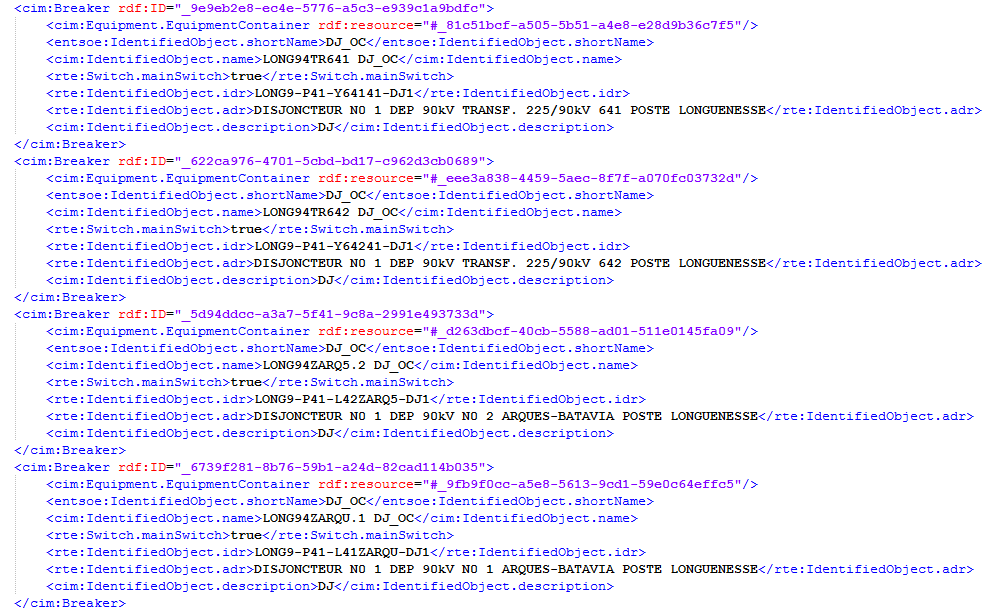 <cim:Breaker rdf:ID="_9e9eb2e8-ec4e-5776-a5c3-e939c1a9bdfc">
<cim:Equipment.EquipmentContainer rdf:resource="#_81c51bcf-a505-5b51-a4e8-e28d9b36c7f5"/>
<entsoe:IdentifiedObject.shortName>DJ_OC</entsoe:IdentifiedObject.shortName>
<cim:IdentifiedObject.name>LONG94TR641 DJ_OC</cim:IdentifiedObject.name>
<rte:Switch.mainSwitch>true</rte:Switch.mainSwitch>
<rte:IdentifiedObject.idr>LONG9-P41-Y64141-DJ1</rte:IdentifiedObject.idr>
<rte:IdentifiedObject.adr>DISJONCTEUR N0 1 DEP 90kV TRANSF. 225/90kV 641 POSTE LONGUENESSE</rte:IdentifiedObject.adr>
<cim:IdentifiedObject.description>DJ</cim:IdentifiedObject.description>
</cim:Breaker>
<cim:Breaker rdf:ID="_622ca976-4701-5cbd-bd17-c962d3cb0689">
<cim:Equipment.EquipmentContainer rdf:resource="#_eee3a838-4459-5aec-8f7f-a070fc03732d"/>
<entsoe:IdentifiedObject.shortName>DJ_OC</entsoe:IdentifiedObject.shortName>
<cim:IdentifiedObject.name>LONG94TR642 DJ_OC</cim:IdentifiedObject.name>
<rte:Switch.mainSwitch>true</rte:Switch.mainSwitch>
<rte:IdentifiedObject.idr>LONG9-P41-Y64241-DJ1</rte:IdentifiedObject.idr>
<rte:IdentifiedObject.adr>DISJONCTEUR N0 1 DEP 90kV TRANSF. 225/90kV 642 POSTE LONGUENESSE</rte:IdentifiedObject.adr>
<cim:IdentifiedObject.description>DJ</cim:IdentifiedObject.description>
</cim:Breaker>
<cim:Breaker rdf:ID="_5d94ddcc-a3a7-5f41-9c8a-2991e493733d">
<cim:Equipment.EquipmentContainer rdf:resource="#_d263dbcf-40cb-5588-ad01-511e0145fa09"/>
<entsoe:IdentifiedObject.shortName>DJ_OC</entsoe:IdentifiedObject.shortName>
<cim:IdentifiedObject.name>LONG94ZARQ5.2 DJ_OC</cim:IdentifiedObject.name>
<rte:Switch.mainSwitch>true</rte:Switch.mainSwitch>
<rte:IdentifiedObject.idr>LONG9-P41-L42ZARQ5-DJ1</rte:IdentifiedObject.idr>
<rte:IdentifiedObject.adr>DISJONCTEUR N0 1 DEP 90kV N0 2 ARQUES-BATAVIA POSTE LONGUENESSE</rte:IdentifiedObject.adr>
<cim:IdentifiedObject.description>DJ</cim:IdentifiedObject.description>
</cim:Breaker>
<cim:Breaker rdf:ID="_6739f281-8b76-59b1-a24d-82cad114b035">
<cim:Equipment.EquipmentContainer rdf:resource="#_9fb9f0cc-a5e8-5613-9cd1-59e0c64effc5"/>
<entsoe:IdentifiedObject.shortName>DJ_OC</entsoe:IdentifiedObject.shortName>
<cim:IdentifiedObject.name>LONG94ZARQU.1 DJ_OC</cim:IdentifiedObject.name>
<rte:Switch.mainSwitch>true</rte:Switch.mainSwitch>
<rte:IdentifiedObject.idr>LONG9-P41-L41ZARQU-DJ1</rte:IdentifiedObject.idr>
<rte:IdentifiedObject.adr>DISJONCTEUR N0 1 DEP 90kV N0 1 ARQUES-BATAVIA POSTE LONGUENESSE</rte:IdentifiedObject.adr>
<cim:IdentifiedObject.description>DJ</cim:IdentifiedObject.description>
</cim:Breaker>